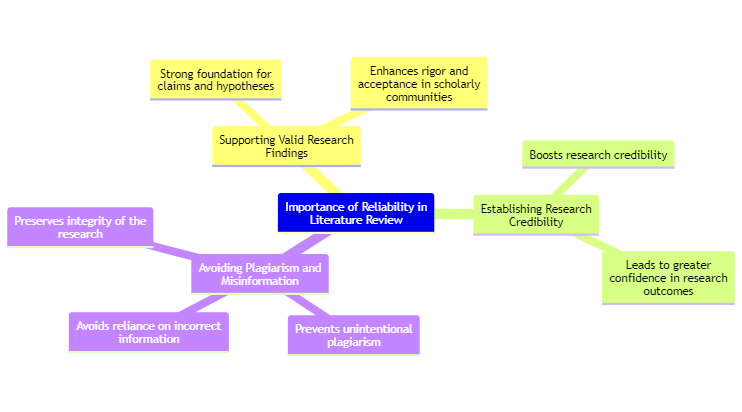 Strong foundation for
claims and hypotheses
Enhances rigor and
acceptance in scholarly
communities
Supporting Valid Research
Findings
Boosts research credibility
Importance of Reliability in
Literature Review
Establishing Research
Credibility
Preserves integrity of the
research
Avoiding Plagiarism and
Misinformation
Leads to greater
confidence in research
outcomes
Avoids reliance on incorrect
information
Prevents unintentional
plagiarism